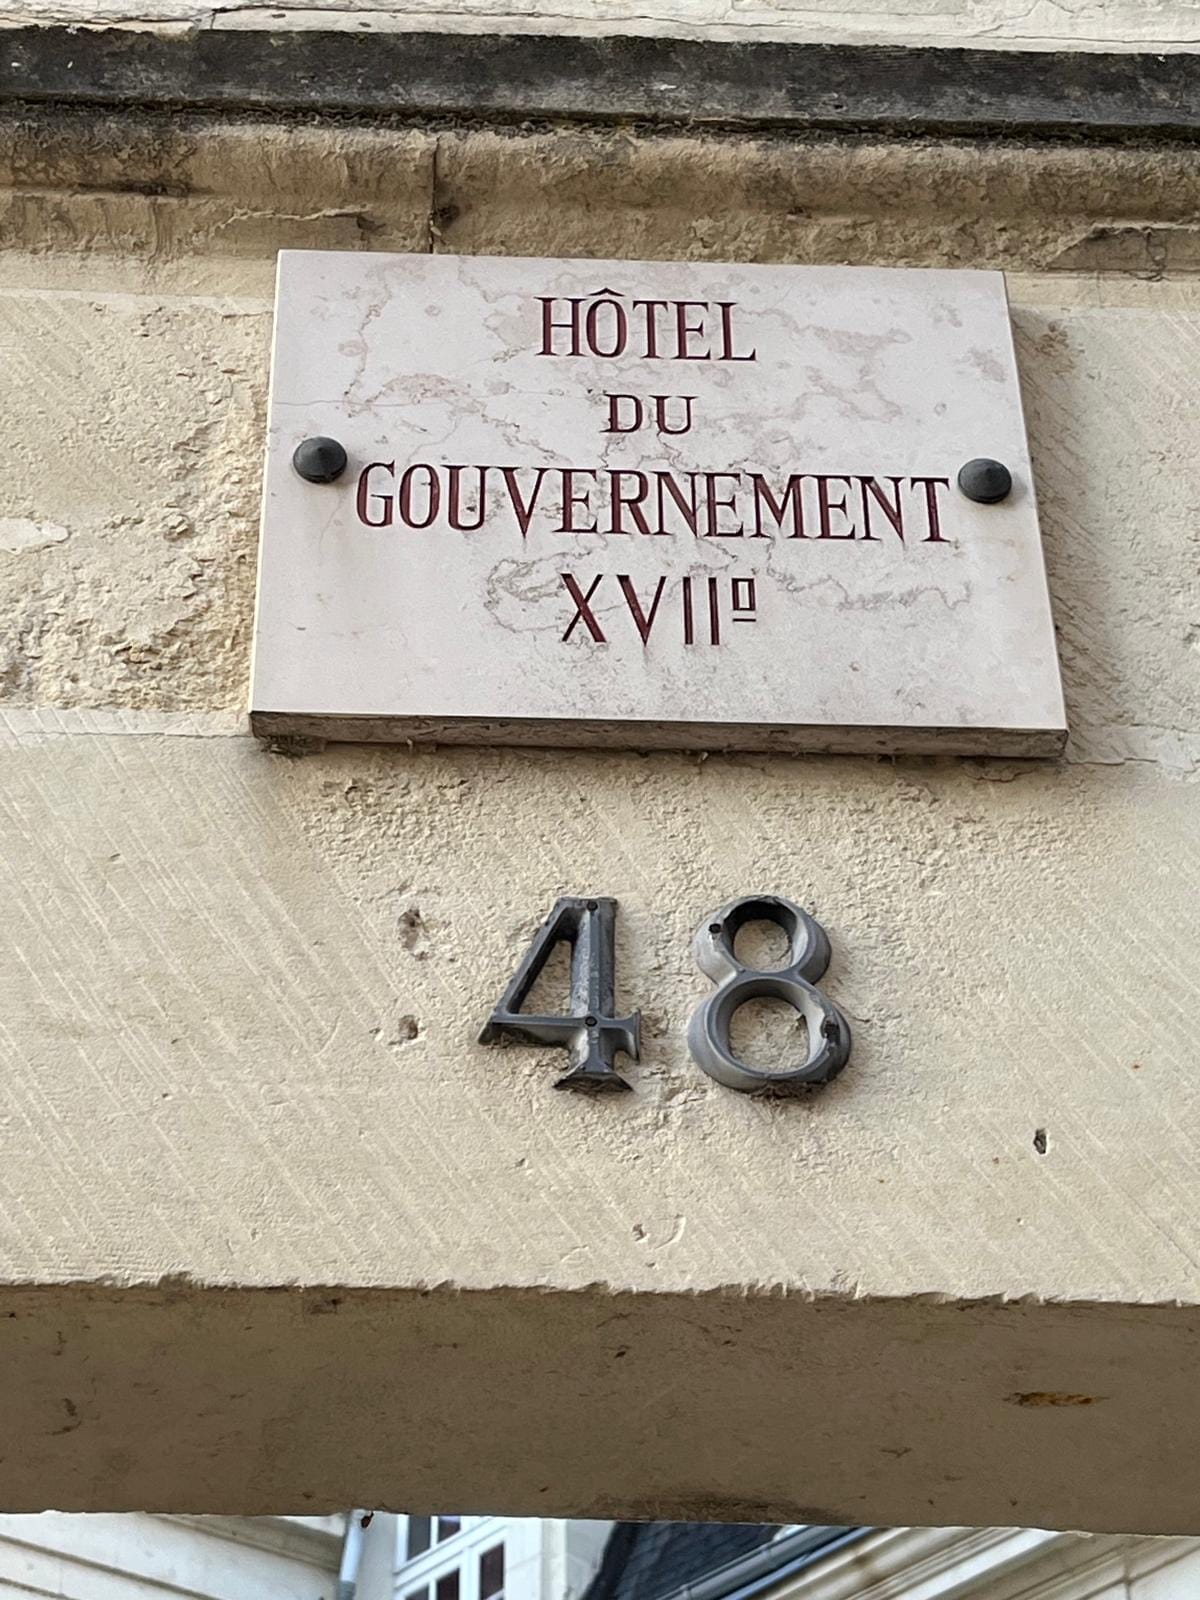 HÔTEL
DU
GOUVERNEMENT
XVIIº
48